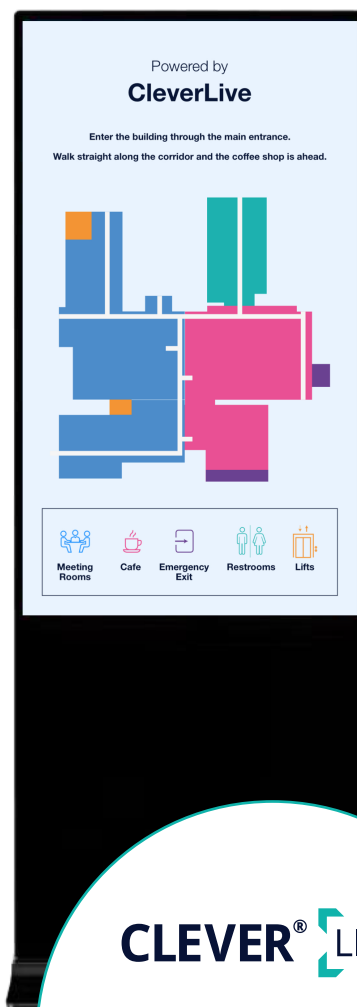 Powered by
CleverLive
Enter the building through the main entrance.
Walk straight along the corridor and the coffee shop is ahead.
Meeting
Rooms
Cafe
Emergency
Exit
Restrooms
Lifts
CLEVER®